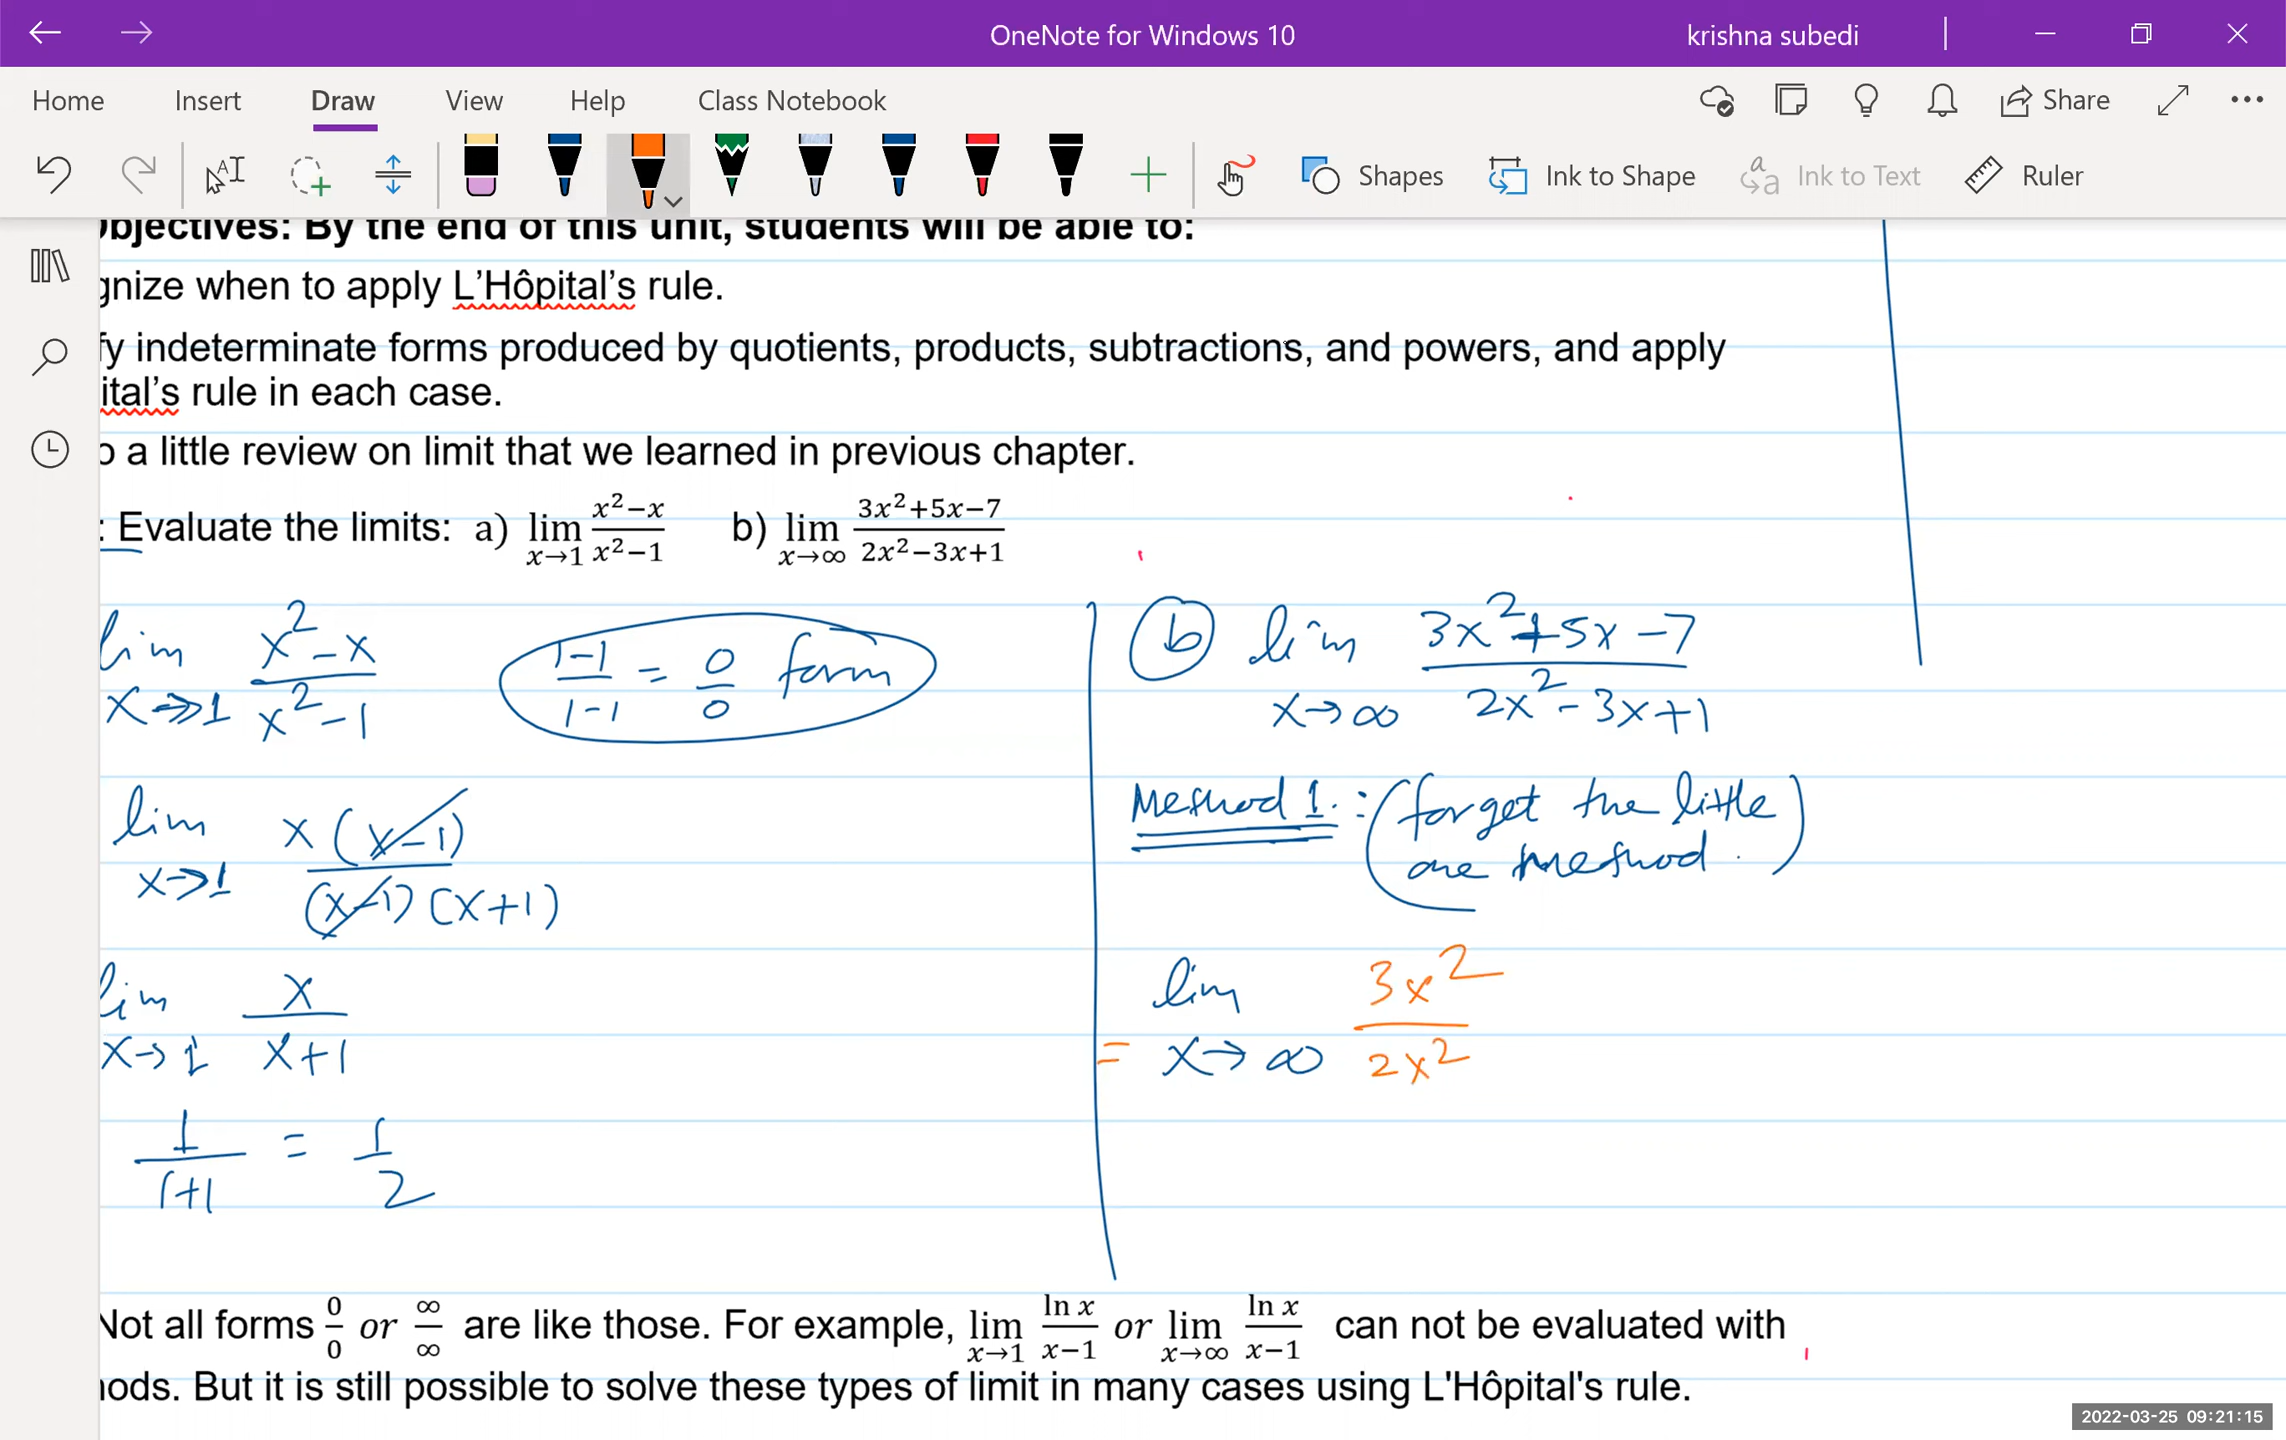 OneNote for Windows 10
krishna subedi
Home Insert Draw View Help Class Notebook Share
Shapes Ink to Shape Ink to Text Ruler
bjectives: By the end of this unit, students will be able to:
gnize when to apply L'Hôpital's rule.
fy indeterminate forms produced by quotients, products, subtractions, and powers, and apply
ital's rule in each case.
o a little review on limit that we learned in previous chapter.
: Evaluate the limits: a) lim x→1 (x²−x)/(x²−1) b) lim x→∞ (3x²+5x−7)/(2x²−3x+1)
lim x→1 (x²−x)/(x²−1) (1−1)/(1−1) = 0/0 form
lim x→1 x(x−1)/((x−1)(x+1))
lim x→1 x/(x+1)
1/(1+1) = 1/2
b lim x→∞ (3x²+5x−7)/(2x²−3x+1)
Method 1. : (forget the little
one method.)
= lim x→∞ 3x²/2x²
Not all forms 0/0 or ∞/∞ are like those. For example, lim x→1 ln x/(x−1) or lim x→∞ ln x/(x−1) can not be evaluated with
ods. But it is still possible to solve these types of limit in many cases using L'Hôpital's rule.
2022-03-25 09:21:15